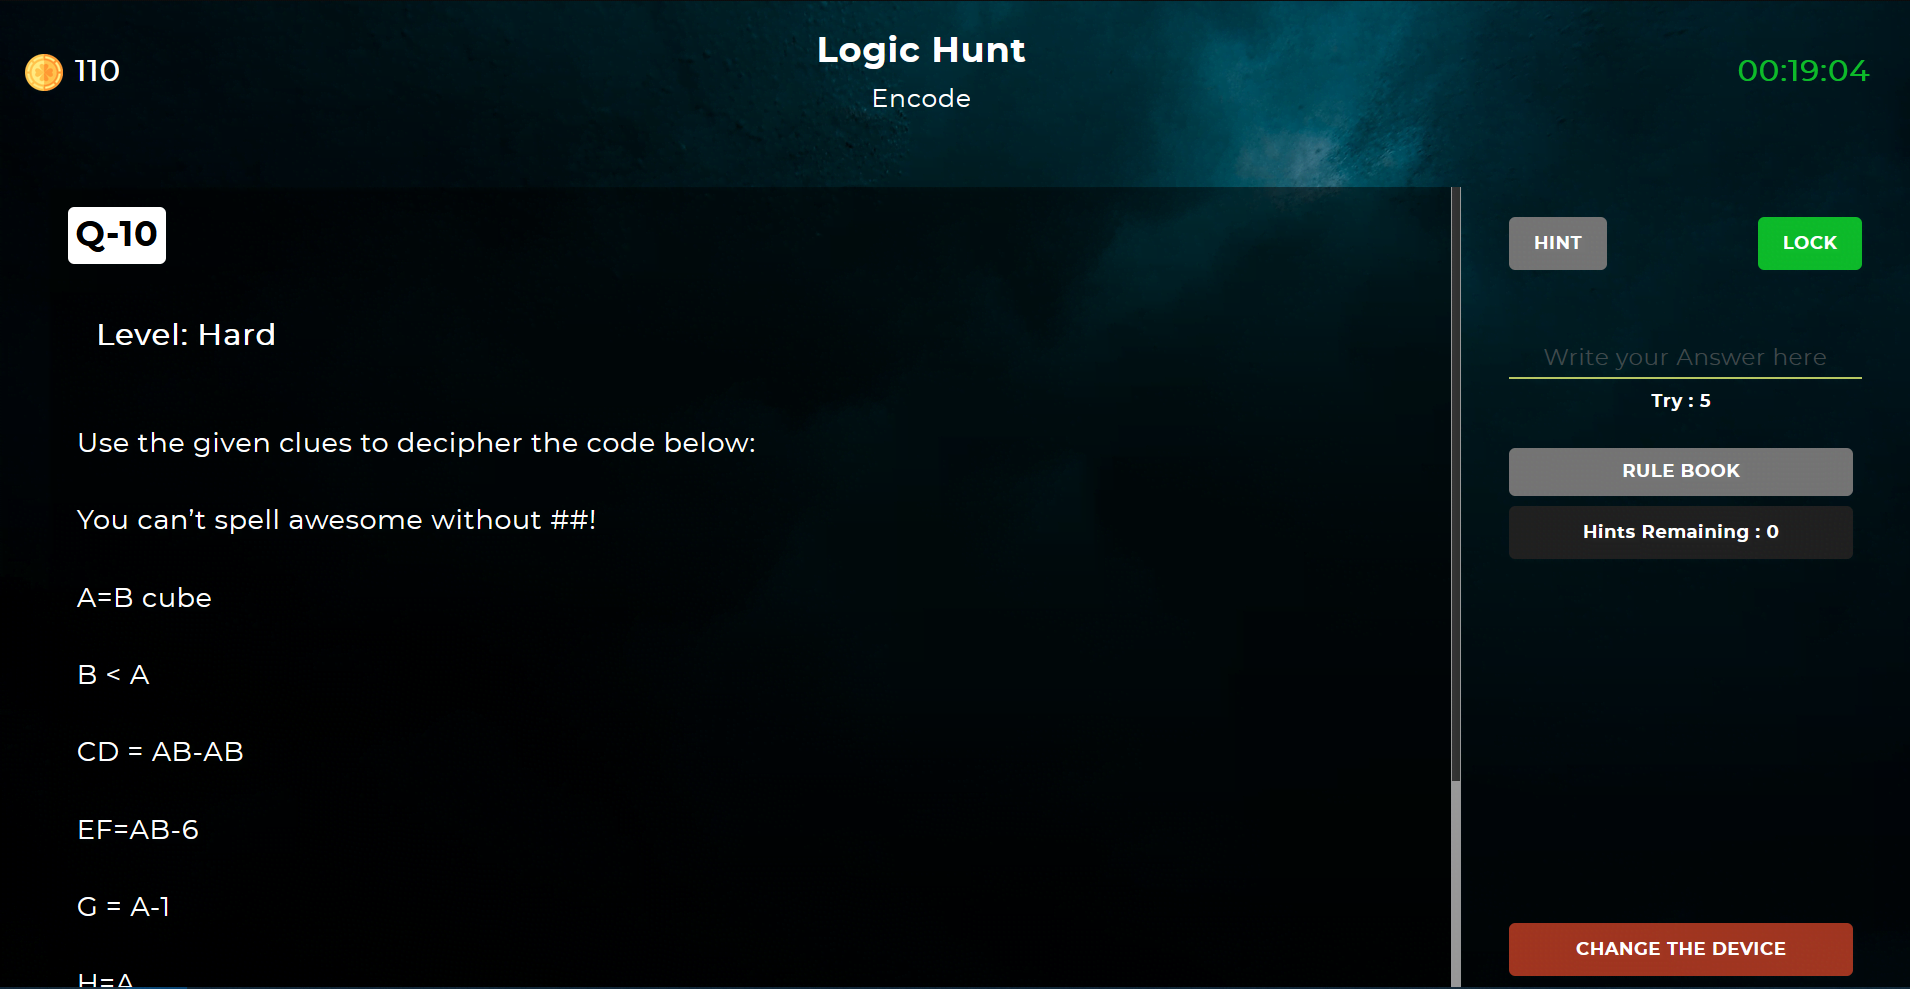 110
Logic Hunt
Encode
00:19:04
Q-10
Level: Hard
Use the given clues to decipher the code below:
You can’t spell awesome without ##!
A=B cube
B < A
CD = AB-AB
EF=AB-6
G = A-1
H=A
HINT
LOCK
Write your Answer here
Try : 5
RULE BOOK
Hints Remaining : 0
CHANGE THE DEVICE